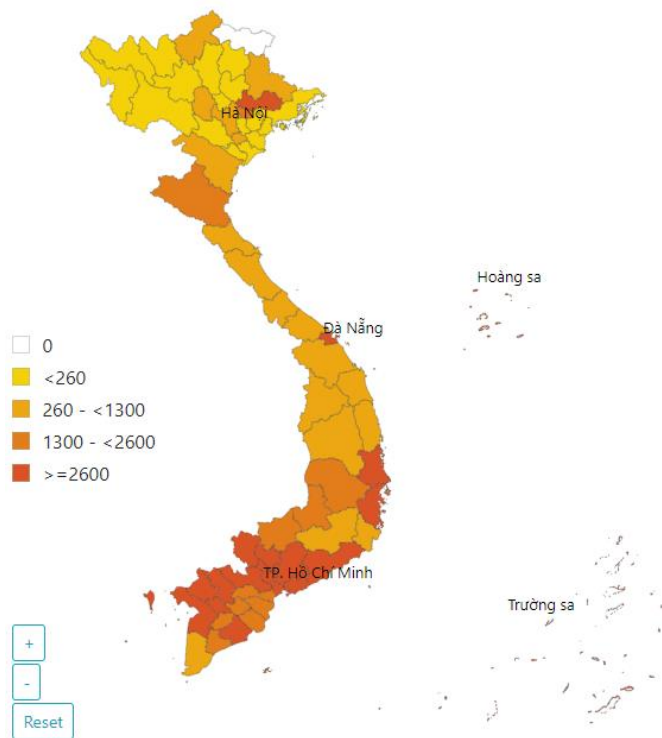 Hà Nội
Hoàng sa
Đà Nẵng
0
<260
260 - <1300
1300 - <2600
>=2600
TP. Hồ Chí Minh
Trường sa
+
-
Reset